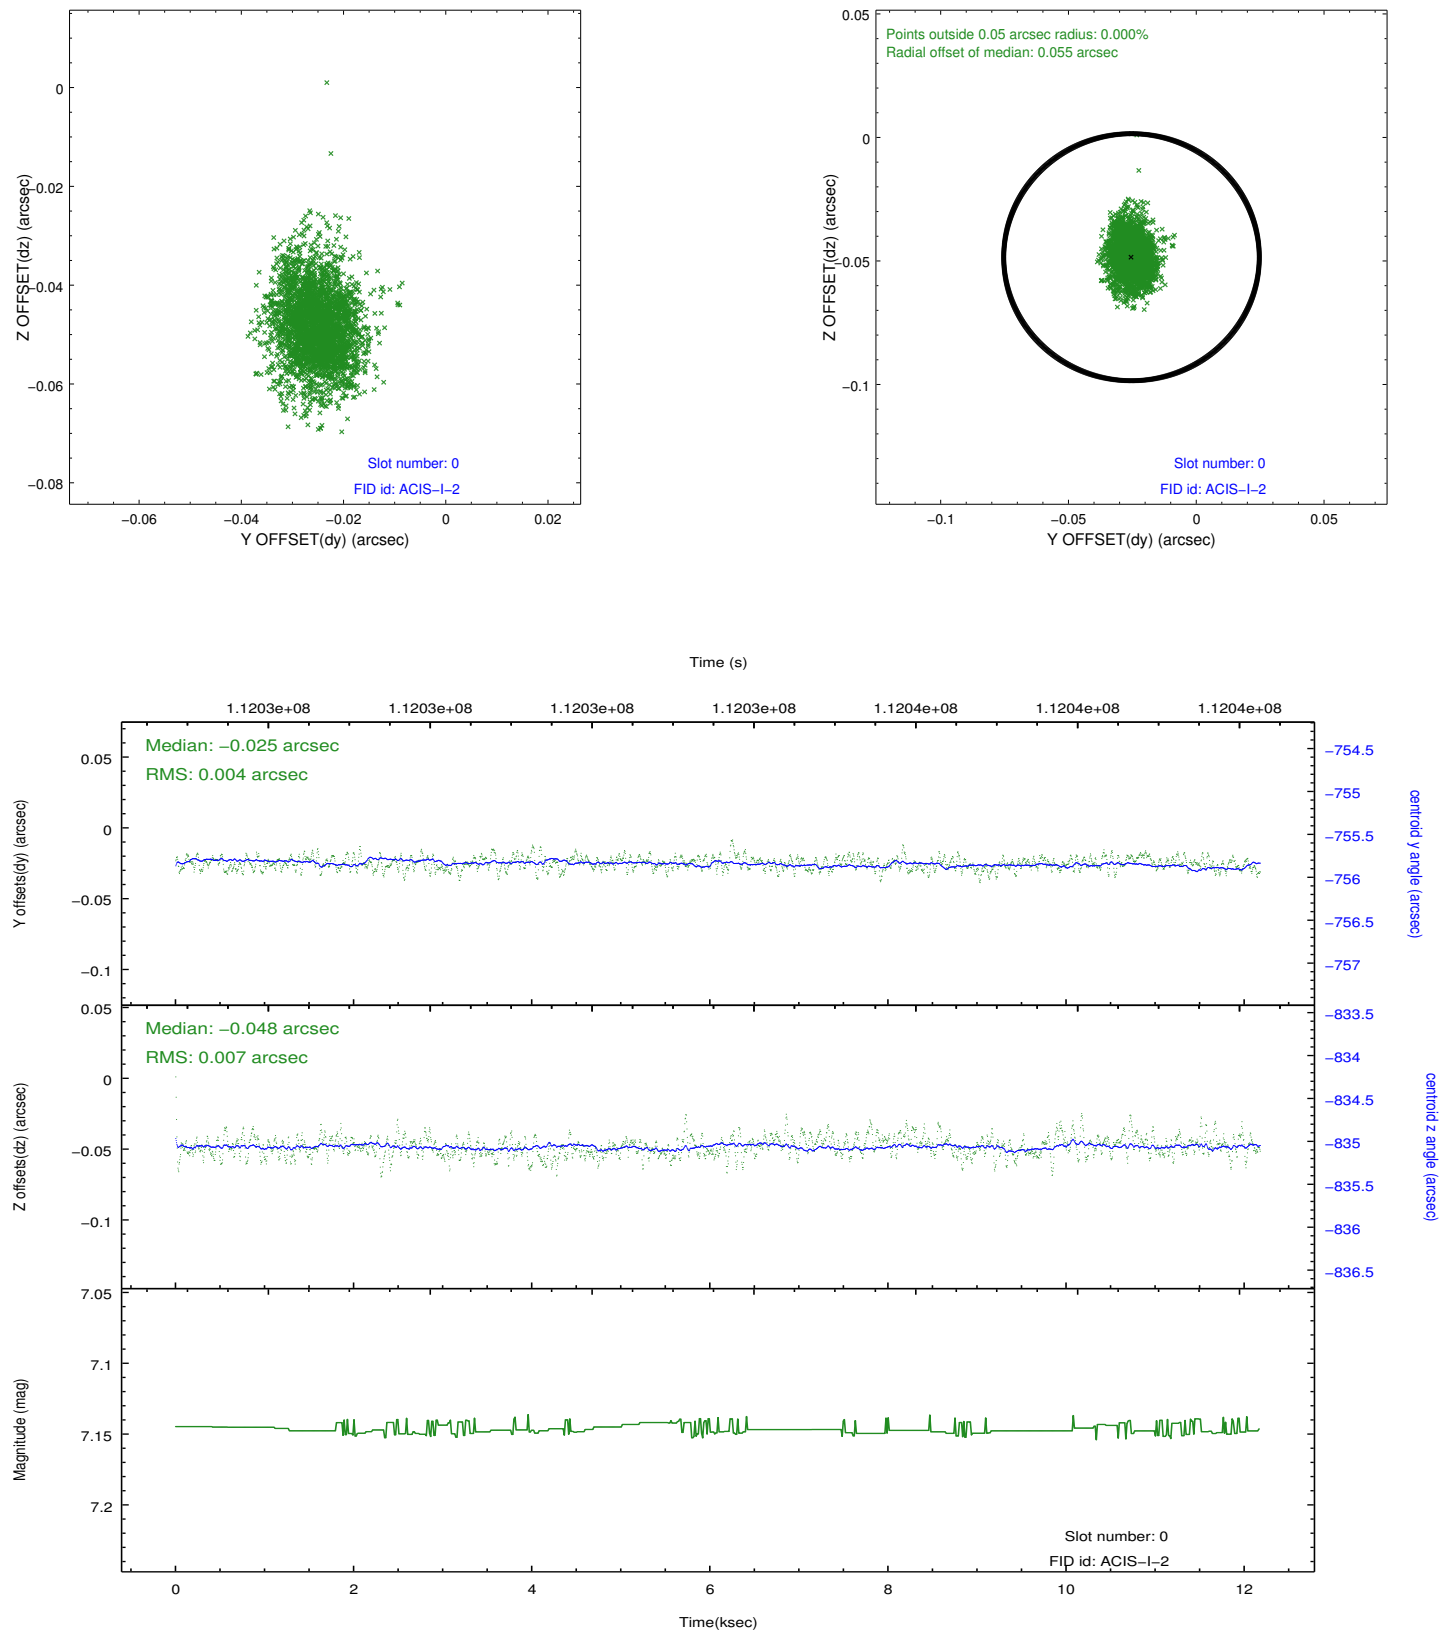 0
−0.02
−0.04
−0.06
−0.08
Z OFFSET(dz) (arcsec)
Slot number: 0
FID id: ACIS−I−2
−0.06
−0.04
−0.02
0
0.02
Y OFFSET(dy) (arcsec)
0.05
0
−0.05
−0.1
Z OFFSET(dz) (arcsec)
Points outside 0.05 arcsec radius: 0.000%
Radial offset of median: 0.055 arcsec
Slot number: 0
FID id: ACIS−I−2
−0.1
−0.05
0
0.05
Y OFFSET(dy) (arcsec)
Time (s)
1.1203e+08
1.1203e+08
1.1203e+08
1.1203e+08
1.1204e+08
1.1204e+08
1.1204e+08
Median: −0.025 arcsec
RMS: 0.004 arcsec
0.05
0
−0.05
−0.1
Y offsets(dy) (arcsec)
−754.5
−755
−755.5
−756
−756.5
−757
centroid y angle (arcsec)
Median: −0.048 arcsec
RMS: 0.007 arcsec
0.05
0
−0.05
−0.1
Z offsets(dz) (arcsec)
−833.5
−834
−834.5
−835
−835.5
−836
−836.5
centroid z angle (arcsec)
7.05
7.1
7.15
7.2
Magnitude (mag)
Slot number: 0
FID id: ACIS−I−2
0
2
4
6
8
10
12
Time(ksec)